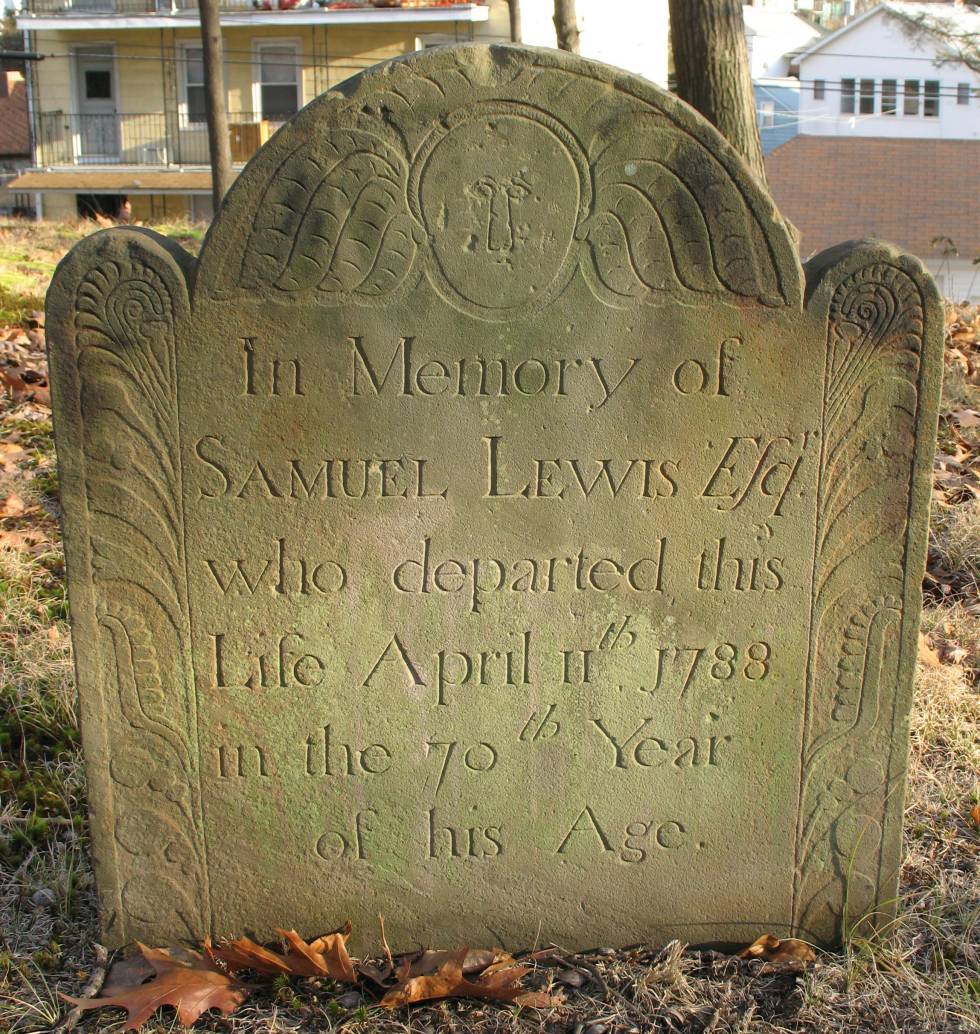 In Memory of
SAMUEL LEWIS Eſqr.
who departed this
Life April 11th 1788
in the 70th Year
of his Age.